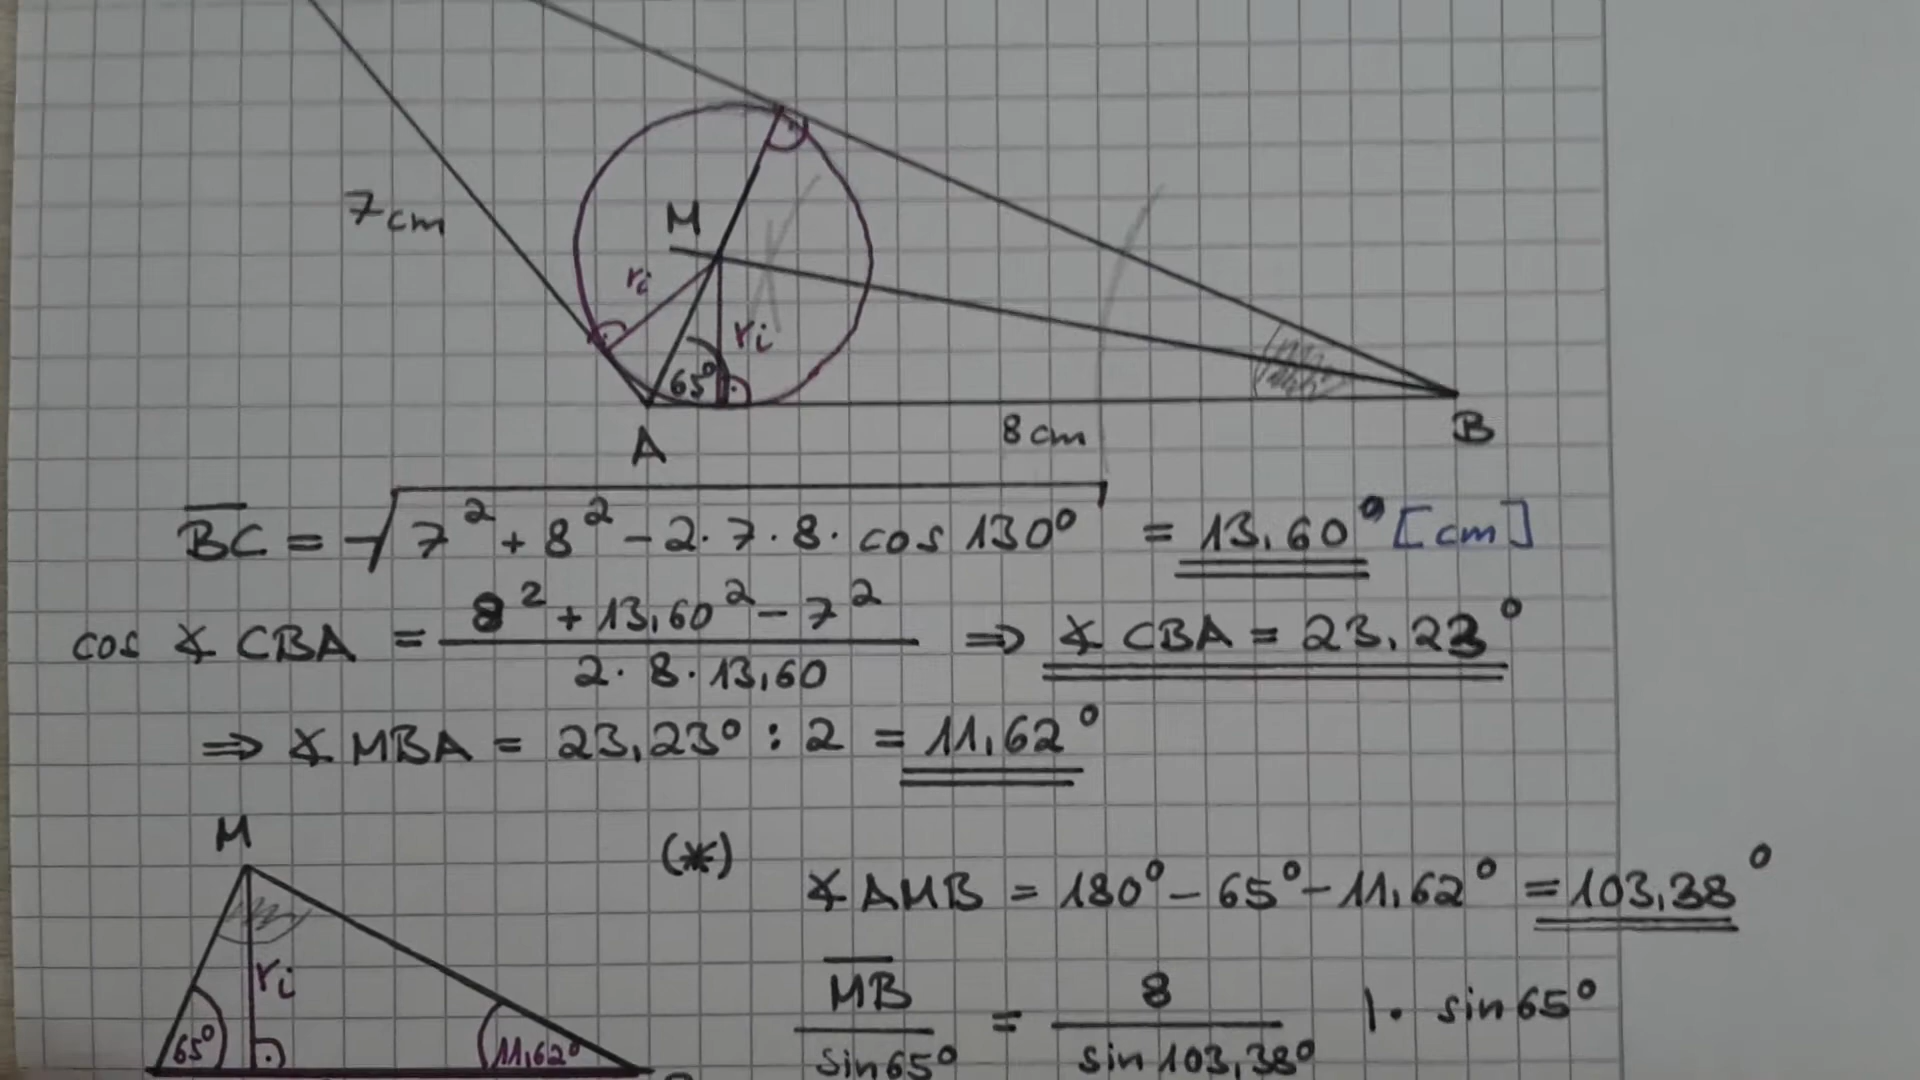 7cm
M
ri
ri
65°
A
8cm
B
BC = √7² + 8² - 2·7·8·cos 130° = 13,60° [cm]
cos ∡ CBA = 8² + 13,60² - 7² / 2·8·13,60 ⇒ ∡ CBA = 23,23°
⇒ ∡ MBA = 23,23° : 2 = 11,62°
M
(*)
∡ AMB = 180° - 65° - 11,62° = 103,38°
ri
65°
11,62°
MB / sin 65° = 8 / sin 103,38° | · sin 65°